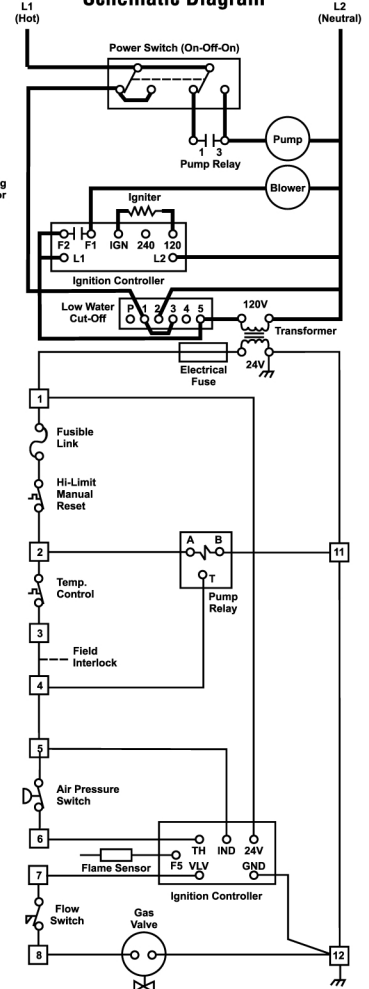 Schematic Diagram
L1
(Hot)
L2
(Neutral)
Power Switch (On-Off-On)
1 3
Pump
Pump Relay
Blower
Igniter
F2 F1 IGN 240 120
L1 L2
Ignition Controller
Low Water
Cut-Off
P 1 2 3 4 5
120V
Transformer
24V
Electrical
Fuse
1
Fusible
Link
Hi-Limit
Manual
Reset
2
A B
11
T
Temp.
Control
Pump
Relay
3
Field
Interlock
4
5
Air Pressure
Switch
6
TH IND 24V
F5
VLV GND
Flame Sensor
7
Ignition Controller
Flow
Switch
Gas
Valve
8
12